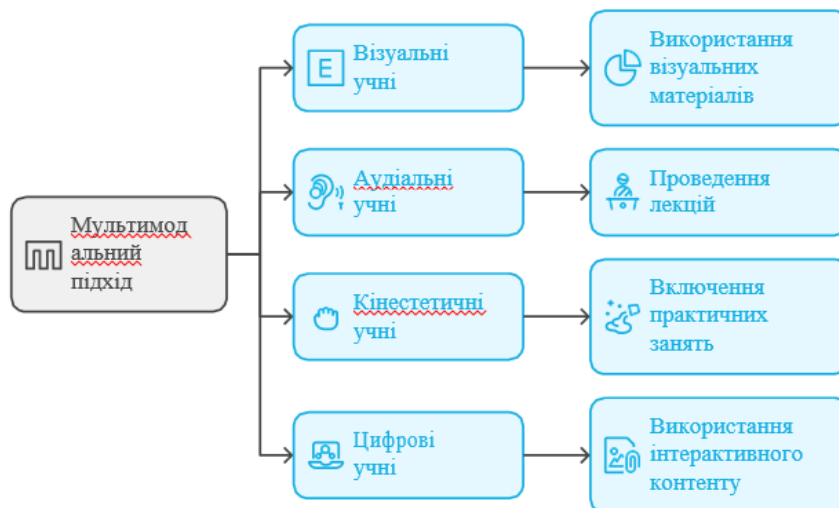 Мультимод
альний
підхід
Візуальні
учні
Використання
візуальних
матеріалів
Аудіальні
учні
Проведення
лекцій
Кінестетичні
учні
Включення
практичних
занять
Цифрові
учні
Використання
інтерактивного
контенту